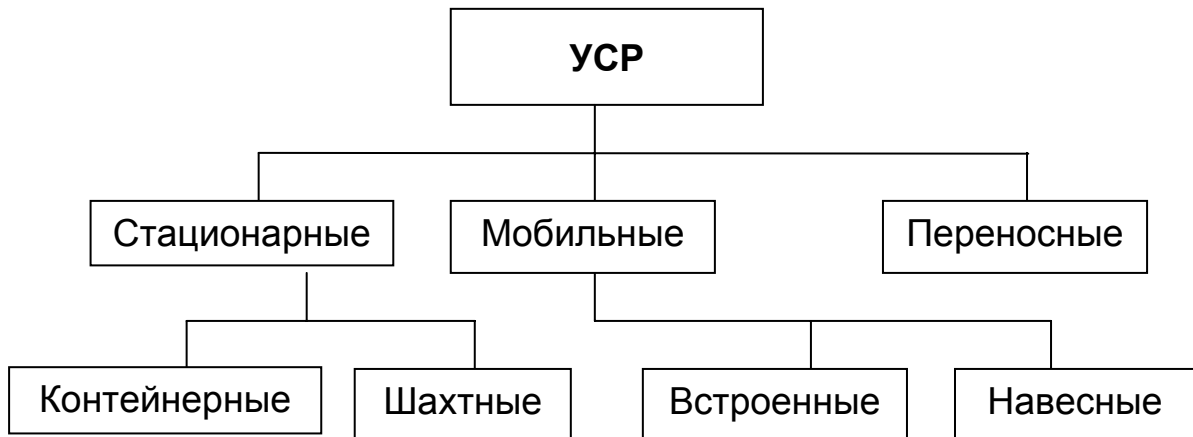 УСР
Стационарные
Мобильные
Переносные
Контейнерные
Шахтные
Встроенные
Навесные